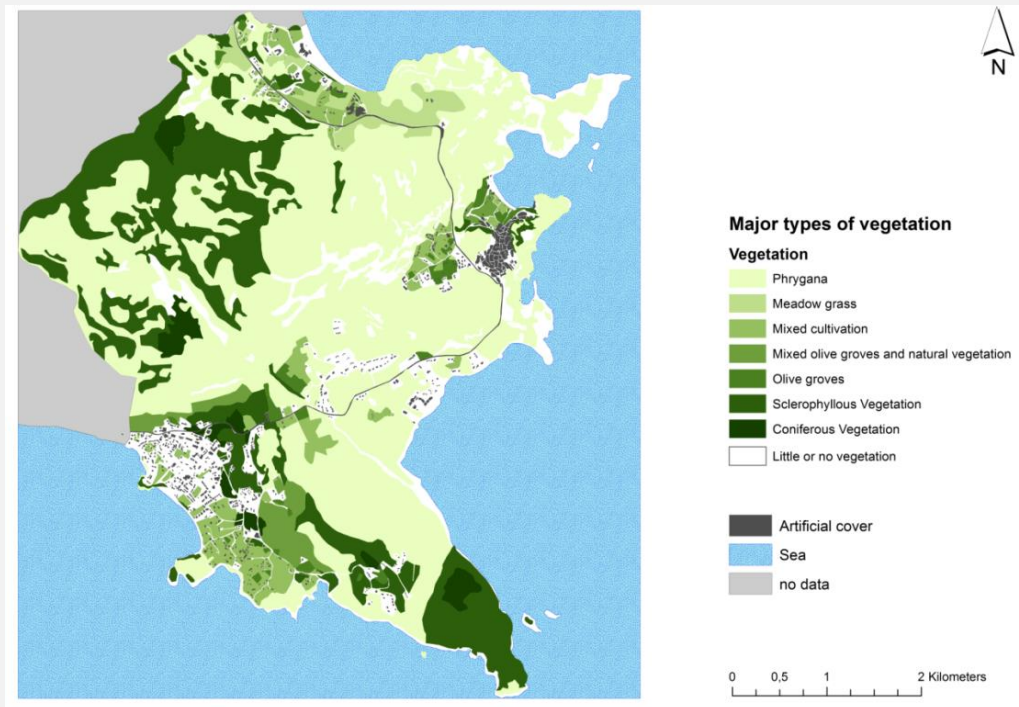 N
Major types of vegetation
Vegetation
Phrygana
Meadow grass
Mixed cultivation
Mixed olive groves and natural vegetation
Olive groves
Sclerophyllous Vegetation
Coniferous Vegetation
Little or no vegetation
Artificial cover
Sea
no data
0 0,5 1 2 Kilometers